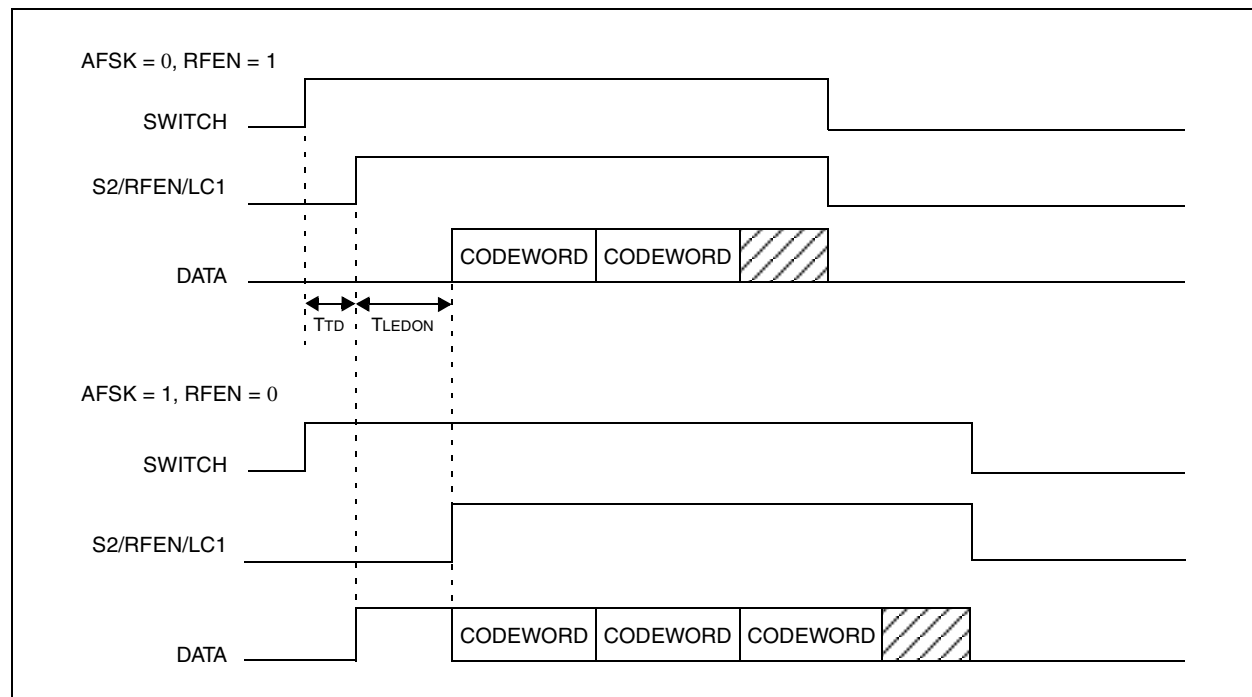 AFSK = 0, RFEN = 1
SWITCH
S2/RFEN/LC1
CODEWORD CODEWORD
DATA
TTD TLEDON
AFSK = 1, RFEN = 0
SWITCH
S2/RFEN/LC1
CODEWORD CODEWORD CODEWORD
DATA